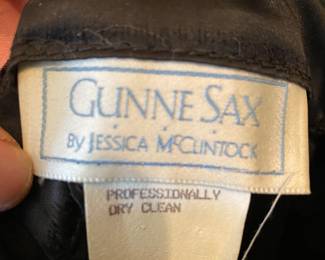 GUNNE SAX
BY JESSICA McCLINTOCK
PROFESSIONALLY
DRY CLEAN